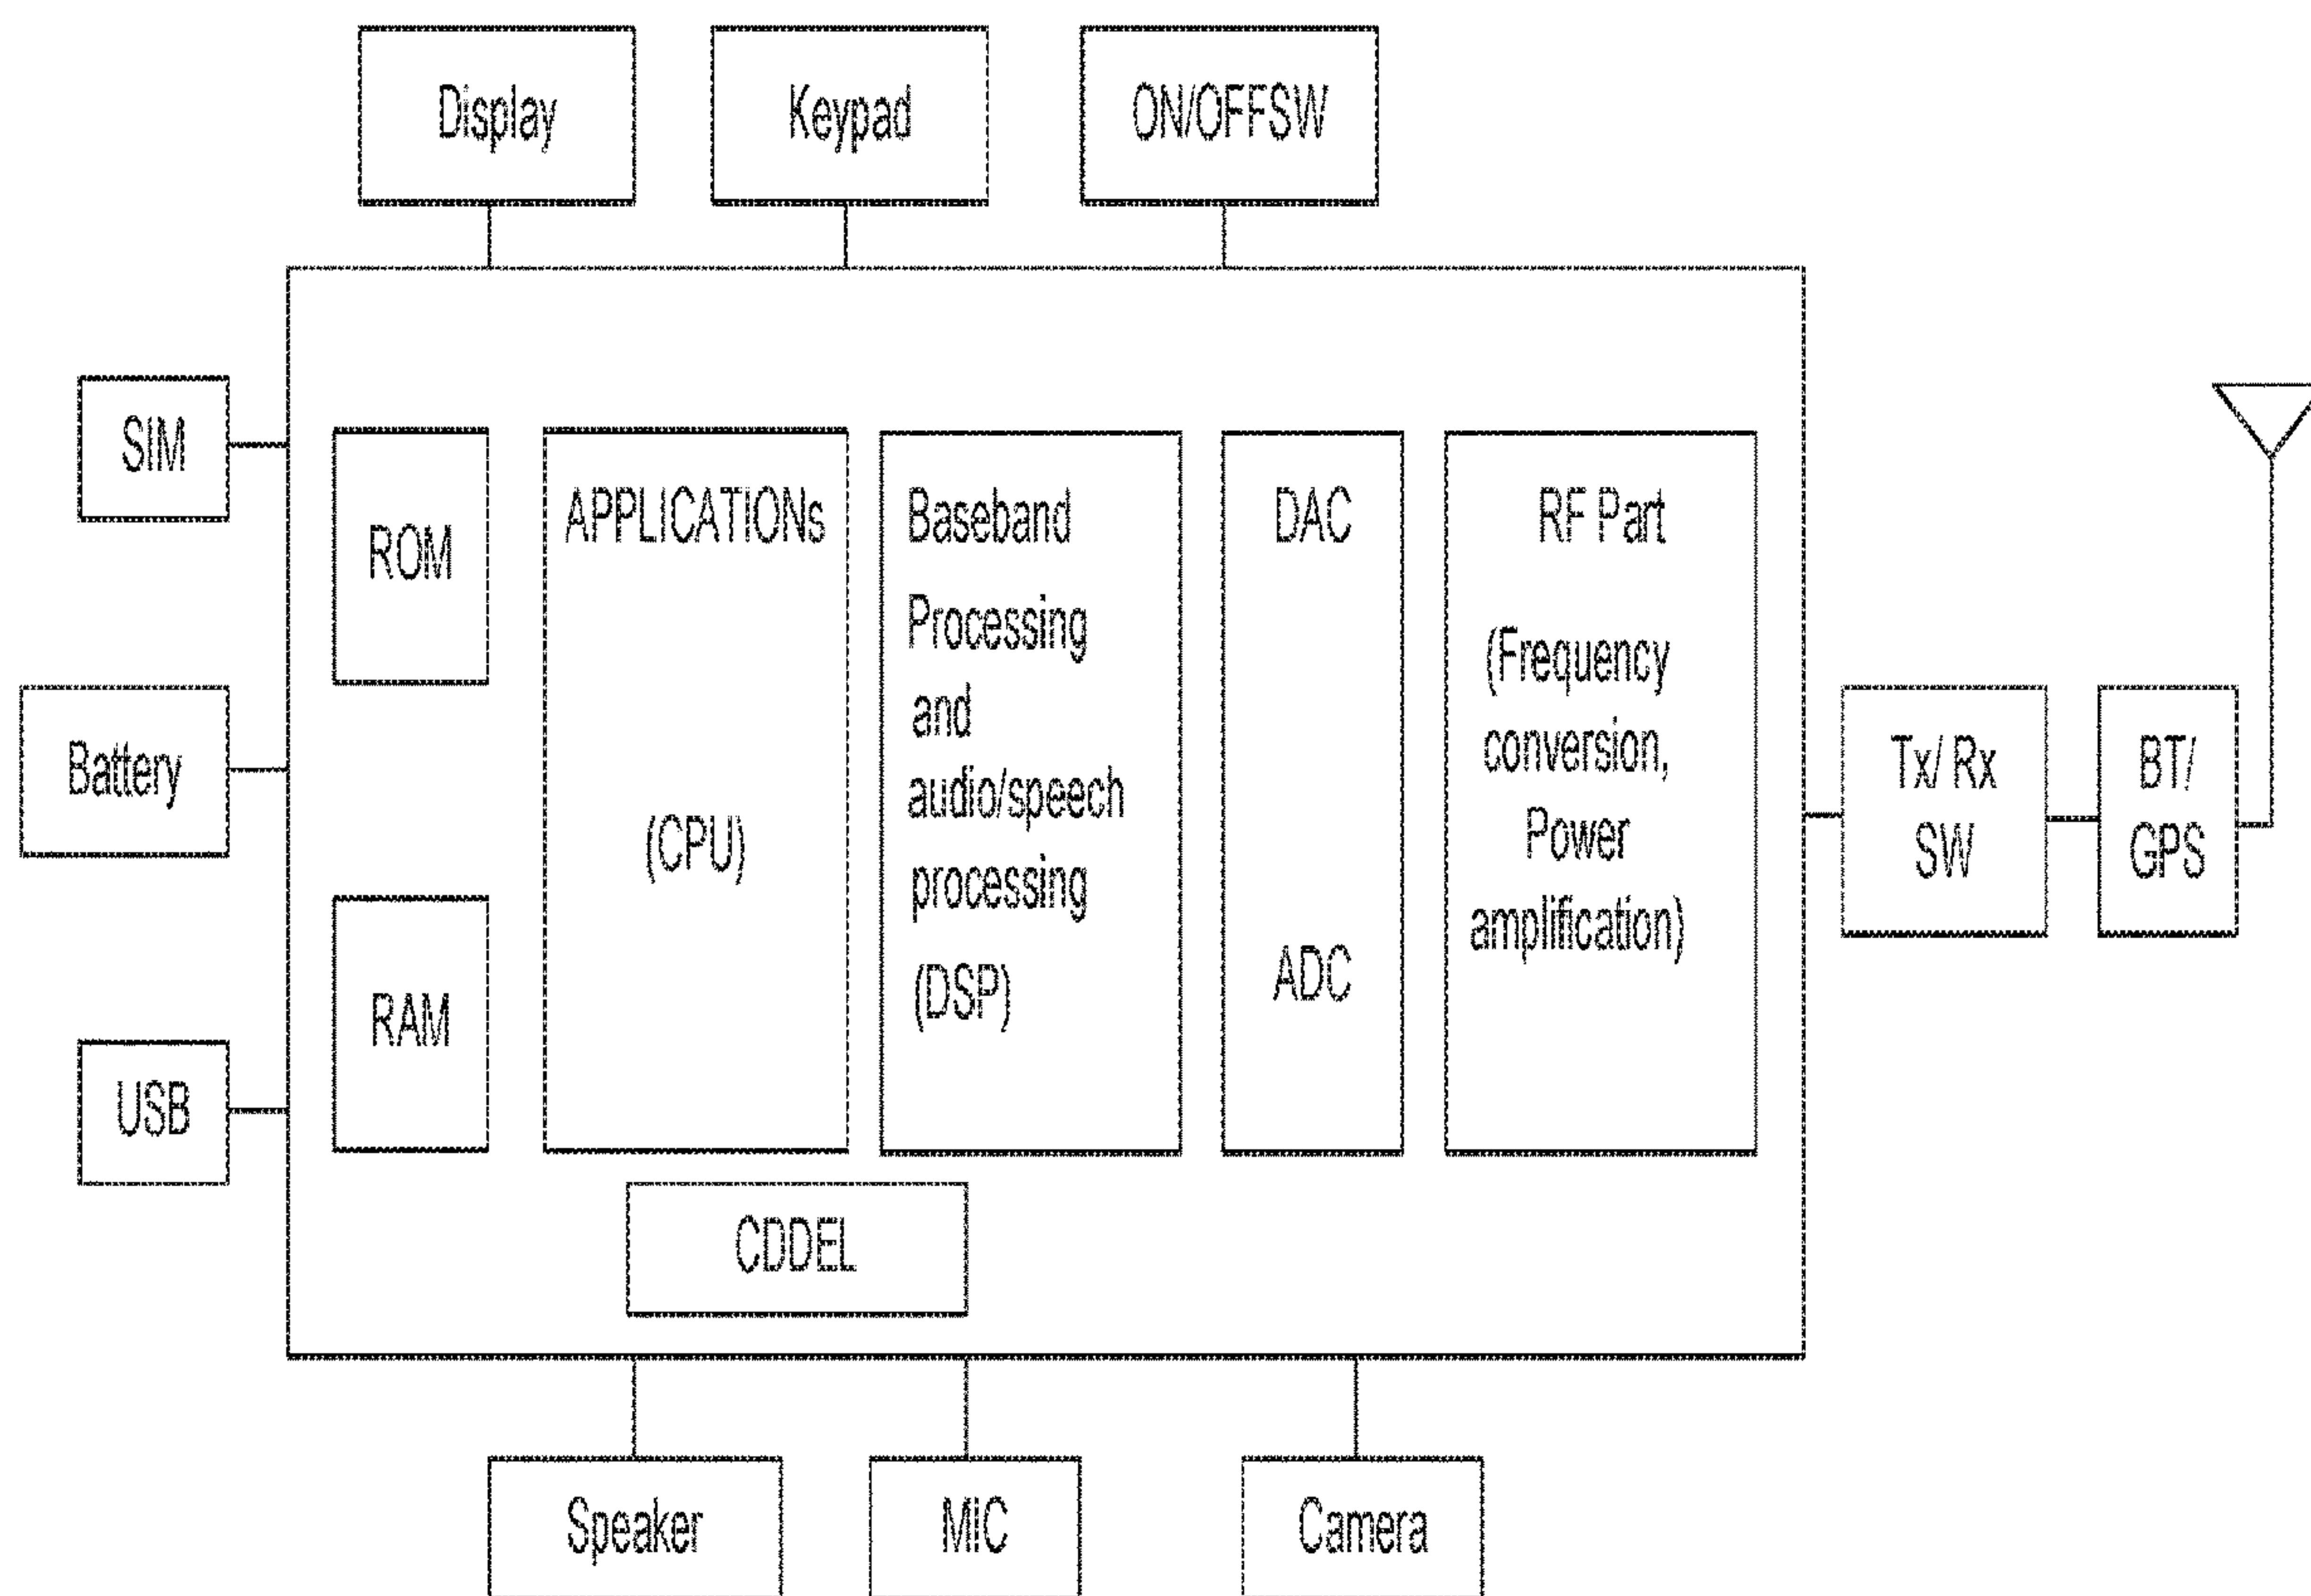 Display
Keypad
ON/OFFSW
SIM
Battery
USB
ROM
RAM
APPLICATIONs
(CPU)
Baseband
Processing
and
audio/speech
processing
(DSP)
DAC
ADC
RF Part
(Frequency
conversion,
Power
amplification)
Tx/ Rx
SW
BT/
GPS
CDDEL
Speaker
MIC
Camera